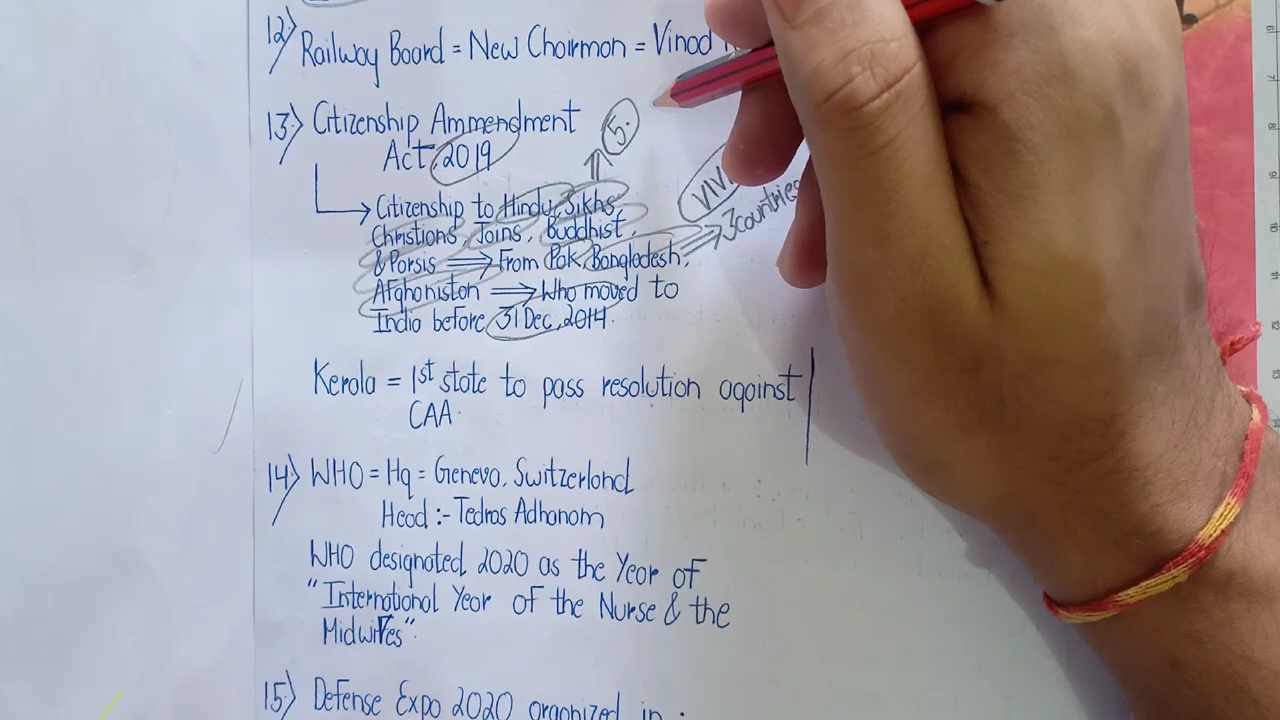 12) Railway Board = New Chairman = Vinod
13) Citizenship Ammendment
Act, 2019
5.
→ Citizenship to Hindu, Sikhs,
Christians, Jains, Buddhist,
& Parsis ⟹ From Pak, Bangladesh,
⟹ 3 countries
Afghanistan ⟹ Who moved to
India before 31 Dec, 2014.
Kerala = 1st state to pass resolution against
CAA.
14) WHO = Hq = Geneva, Switzerland
Head :- Tedros Adhanom
WHO designated 2020 as the Year of
"International Year of the Nurse & the
Midwifes".
15) Defense Expo 2020 organized in :